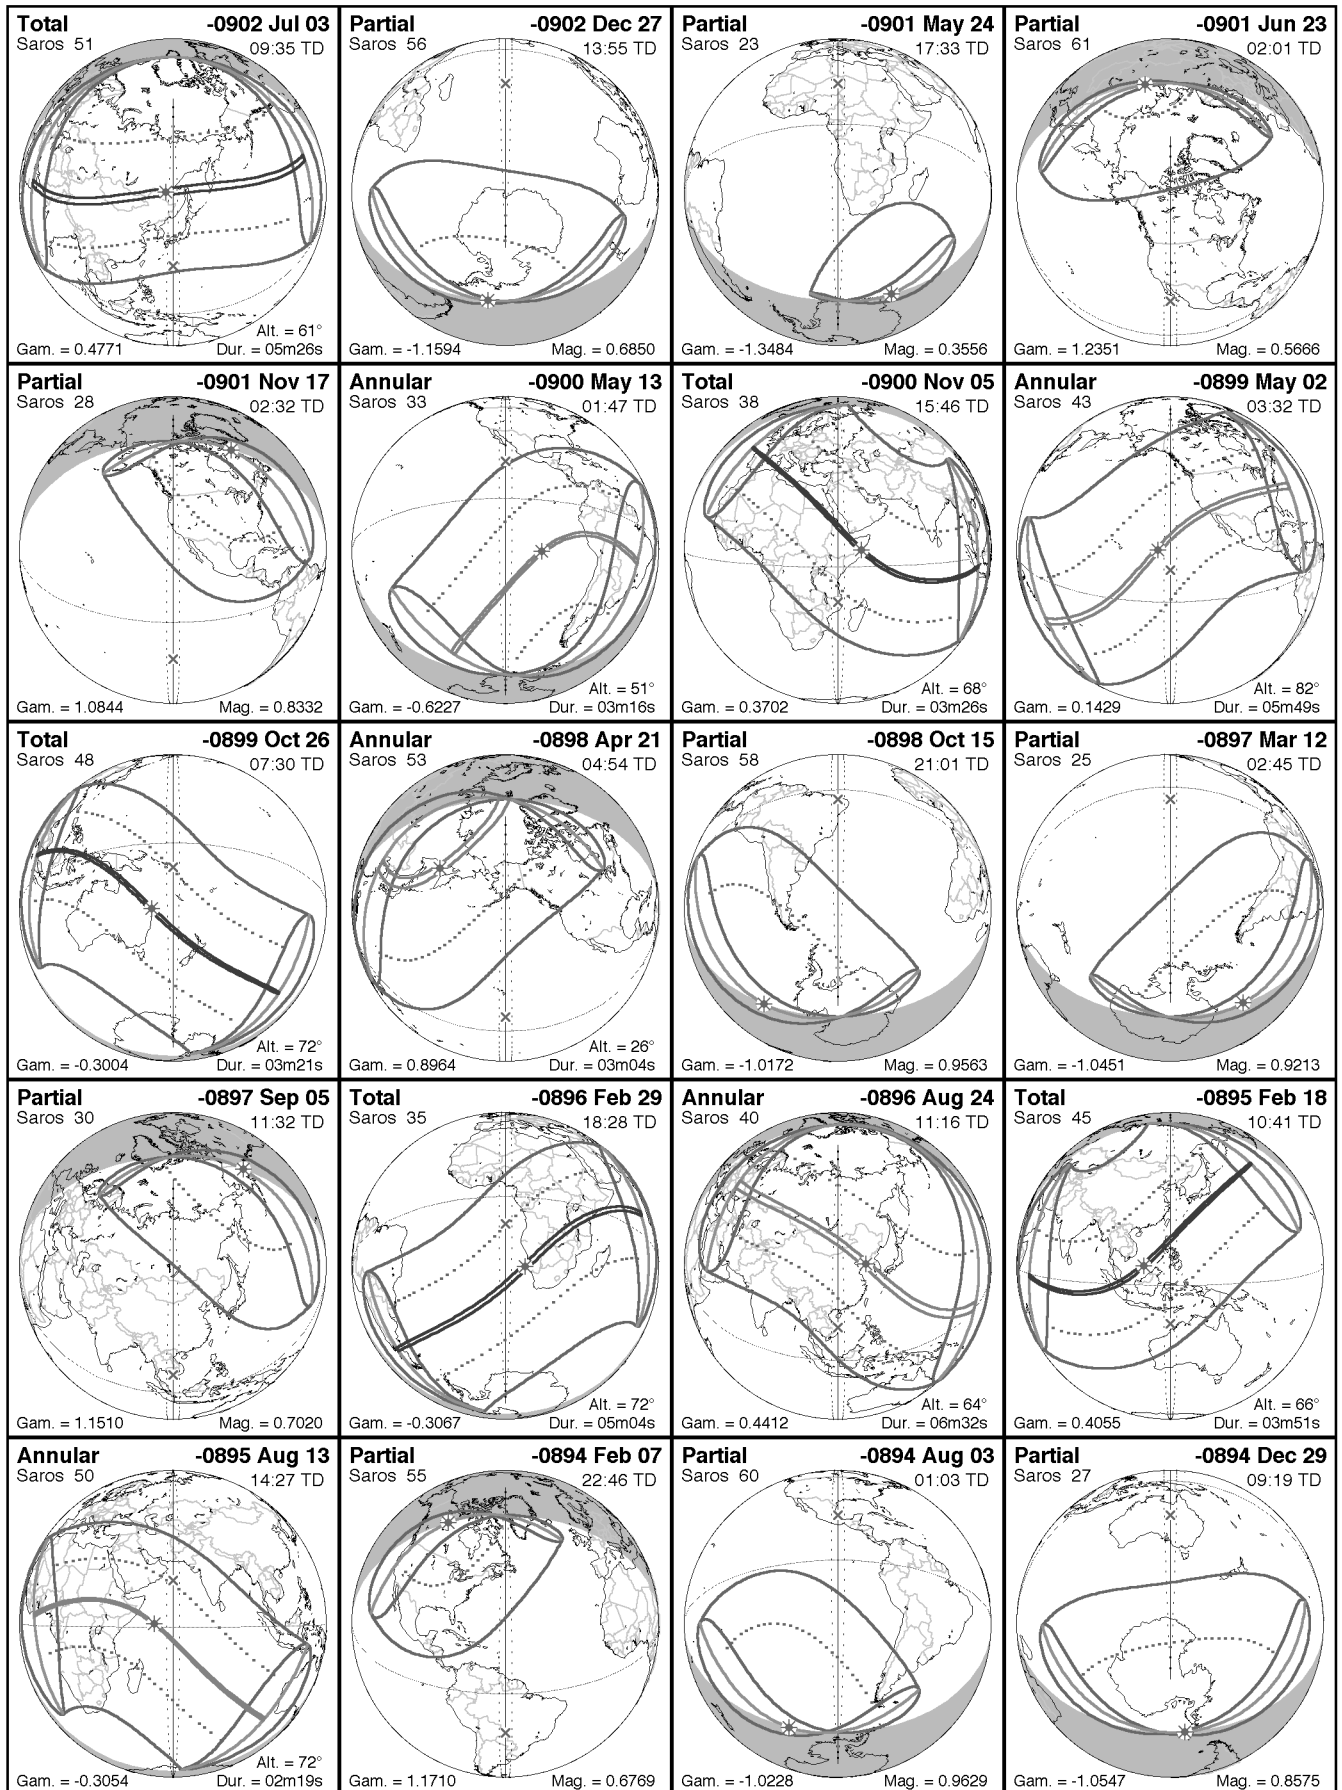 Total -0902 Jul 03
Saros 51 09:35 TD
Alt. = 61°
Gam. = 0.4771 Dur. = 05m26s
Partial -0902 Dec 27
Saros 56 13:55 TD
Gam. = -1.1594 Mag. = 0.6850
Partial -0901 May 24
Saros 23 17:33 TD
Gam. = -1.3484 Mag. = 0.3556
Partial -0901 Jun 23
Saros 61 02:01 TD
Gam. = 1.2351 Mag. = 0.5666
Partial -0901 Nov 17
Saros 28 02:32 TD
Gam. = 1.0844 Mag. = 0.8332
Annular -0900 May 13
Saros 33 01:47 TD
Alt. = 51°
Gam. = -0.6227 Dur. = 03m16s
Total -0900 Nov 05
Saros 38 15:46 TD
Alt. = 68°
Gam. = 0.3702 Dur. = 03m26s
Annular -0899 May 02
Saros 43 03:32 TD
Alt. = 82°
Gam. = 0.1429 Dur. = 05m49s
Total -0899 Oct 26
Saros 48 07:30 TD
Alt. = 72°
Gam. = -0.3004 Dur. = 03m21s
Annular -0898 Apr 21
Saros 53 04:54 TD
Alt. = 26°
Gam. = 0.8964 Dur. = 03m04s
Partial -0898 Oct 15
Saros 58 21:01 TD
Gam. = -1.0172 Mag. = 0.9563
Partial -0897 Mar 12
Saros 25 02:45 TD
Gam. = -1.0451 Mag. = 0.9213
Partial -0897 Sep 05
Saros 30 11:32 TD
Gam. = 1.1510 Mag. = 0.7020
Total -0896 Feb 29
Saros 35 18:28 TD
Alt. = 72°
Gam. = -0.3067 Dur. = 05m04s
Annular -0896 Aug 24
Saros 40 11:16 TD
Alt. = 64°
Gam. = 0.4412 Dur. = 06m32s
Total -0895 Feb 18
Saros 45 10:41 TD
Alt. = 66°
Gam. = 0.4055 Dur. = 03m51s
Annular -0895 Aug 13
Saros 50 14:27 TD
Alt. = 72°
Gam. = -0.3054 Dur. = 02m19s
Partial -0894 Feb 07
Saros 55 22:46 TD
Gam. = 1.1710 Mag. = 0.6769
Partial -0894 Aug 03
Saros 60 01:03 TD
Gam. = -1.0228 Mag. = 0.9629
Partial -0894 Dec 29
Saros 27 09:19 TD
Gam. = -1.0547 Mag. = 0.8575